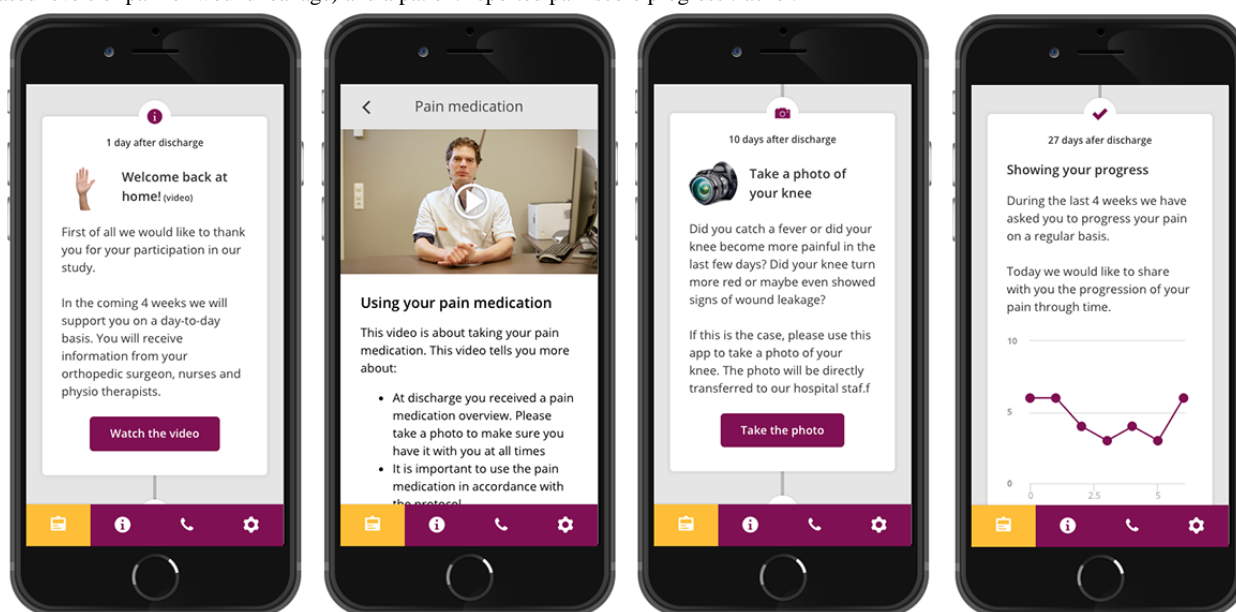 1 day after discharge
Welcome back at
home! (video)
First of all we would like to thank
you for your participation in our
study.
In the coming 4 weeks we will
support you on a day-to-day
basis. You will receive
information from your
orthopedic surgeon, nurses and
physio therapists.
Watch the video
Pain medication
Using your pain medication
This video is about taking your pain
medication. This video tells you more
about:
• At discharge you received a pain
medication overview. Please
take a photo to make sure you
have it with you at all times
• It is important to use the pain
medication in accordance with
the protocol
10 days after discharge
Take a photo of
your knee
Did you catch a fever or did your
knee become more painful in the
last few days? Did your knee turn
more red or maybe even showed
signs of wound leakage?
If this is the case, please use this
app to take a photo of your
knee. The photo will be directly
transferred to our hospital staf.f
Take the photo
27 days afer discharge
Showing your progress
During the last 4 weeks we have
asked you to progress your pain
on a regular basis.
Today we would like to share
with you the progression of your
pain through time.
10
5
0
0 2.5 5